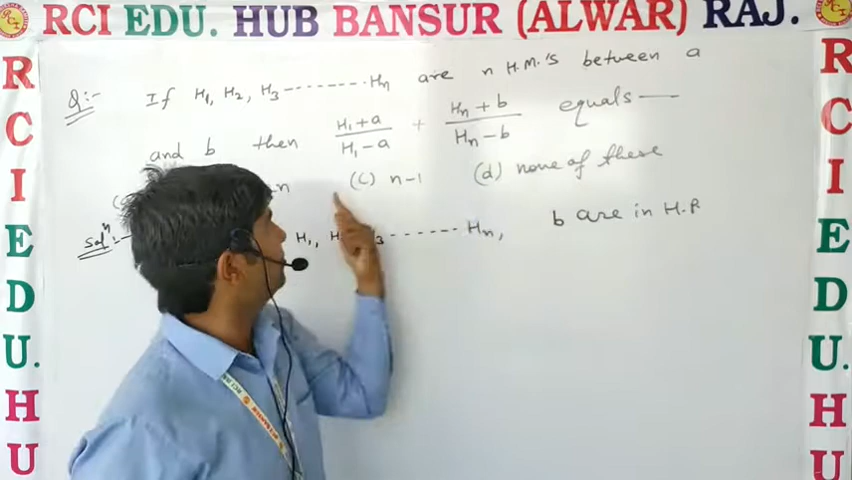 RCI EDU. HUB BANSUR (ALWAR) RAJ.
R
C
I
E
D
U.
H
U
Q:- If H₁, H₂, H₃ -------- Hₙ are n H.M.'s between a
and b then (H₁+a)/(H₁-a) + (Hₙ+b)/(Hₙ-b) equals —
n (C) n-1 (d) none of these
Solⁿ:- H₁, H ₃ ------ Hₙ, b are in H.P.
R
C
I
E
D
U.
H
U